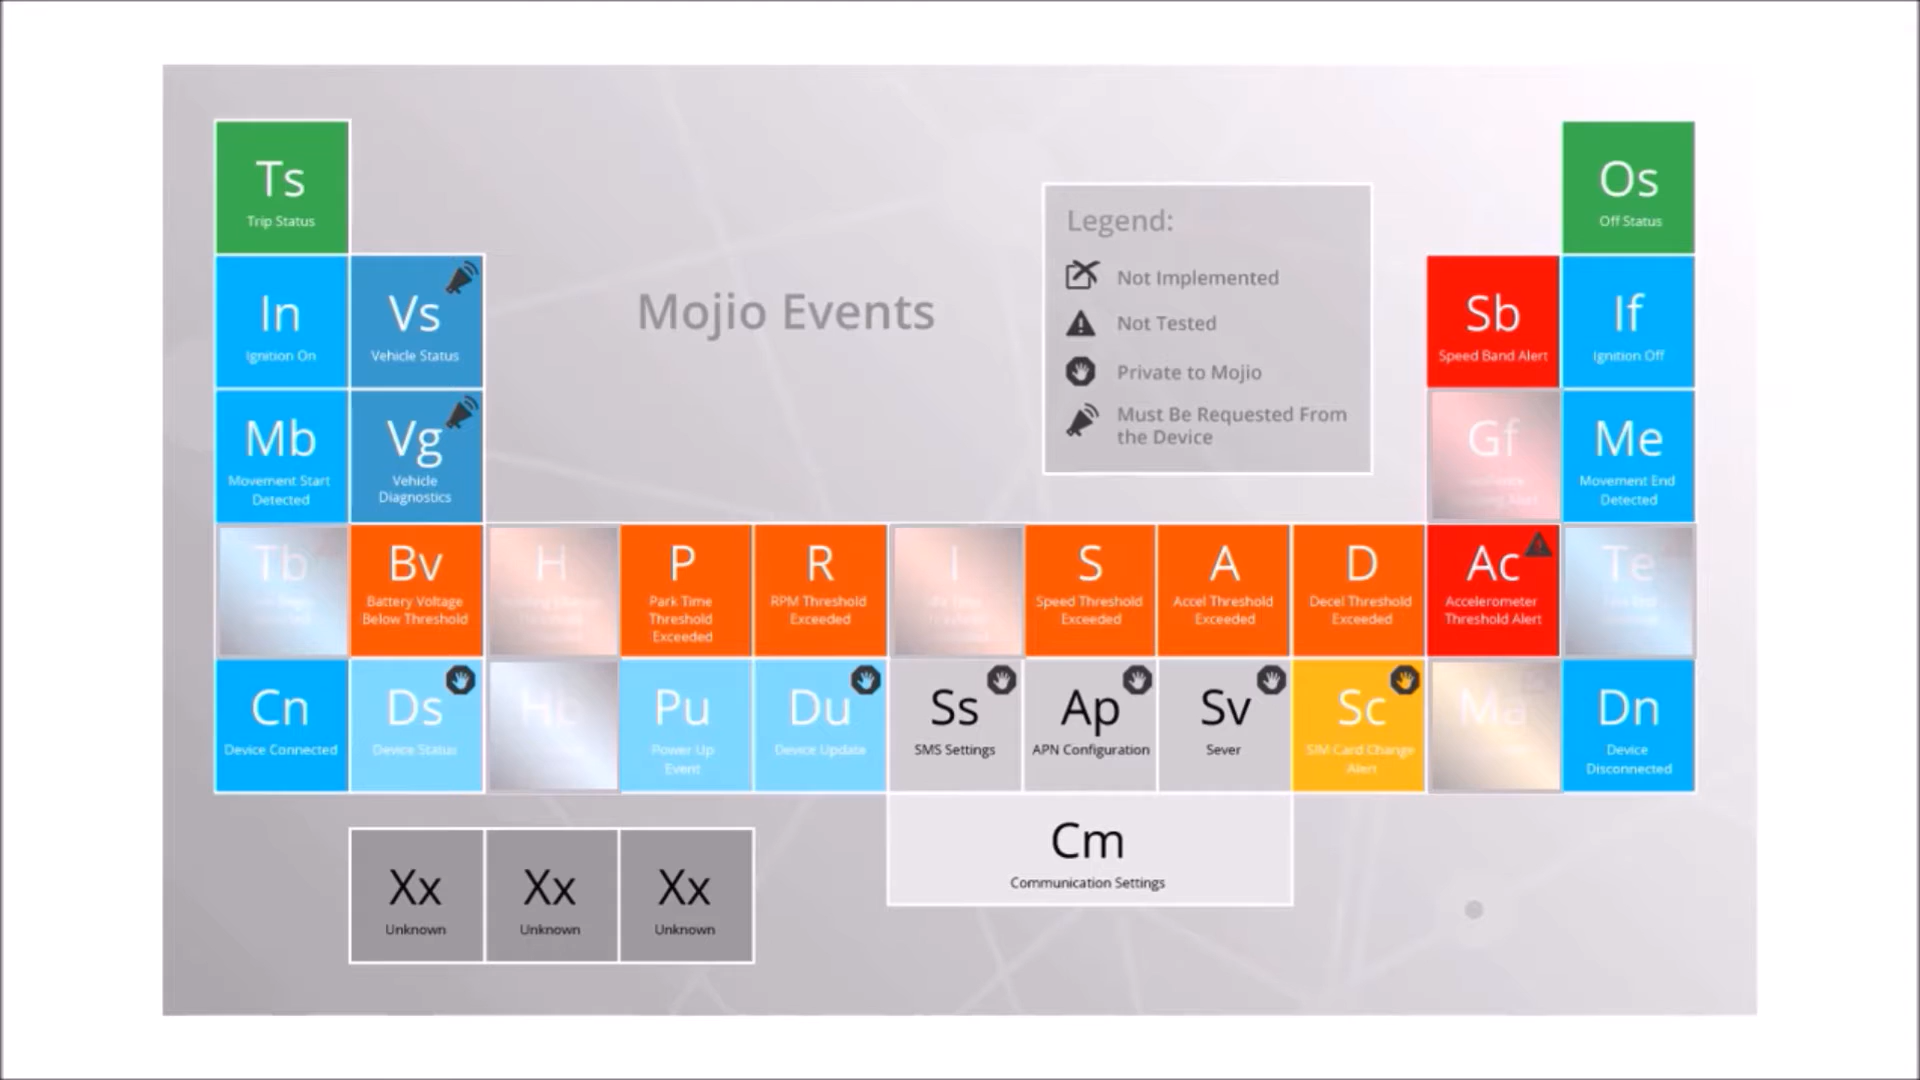 Ts
Trip Status
Os
Off Status
Legend:
Not Implemented
Not Tested
Private to Mojio
Must Be Requested From
the Device
Mojio Events
In
Ignition On
Vs
Vehicle Status
Sb
Speed Band Alert
If
Ignition Off
Mb
Movement Start
Detected
Vg
Vehicle
Diagnostics
Gf
Me
Movement End
Detected
Tb
Bv
Battery Voltage
Below Threshold
H
P
Park Time
Threshold
Exceeded
R
RPM Threshold
Exceeded
I
S
Speed Threshold
Exceeded
A
Accel Threshold
Exceeded
D
Decel Threshold
Exceeded
Ac
Accelerometer
Threshold Alert
Te
Cn
Device Connected
Ds
Device Status
Hb
Pu
Power Up
Event
Du
Device Update
Ss
SMS Settings
Ap
APN Configuration
Sv
Sever
Sc
SIM Card Change
Alert
Ma
Dn
Device
Disconnected
Cm
Communication Settings
Xx
Unknown
Xx
Unknown
Xx
Unknown